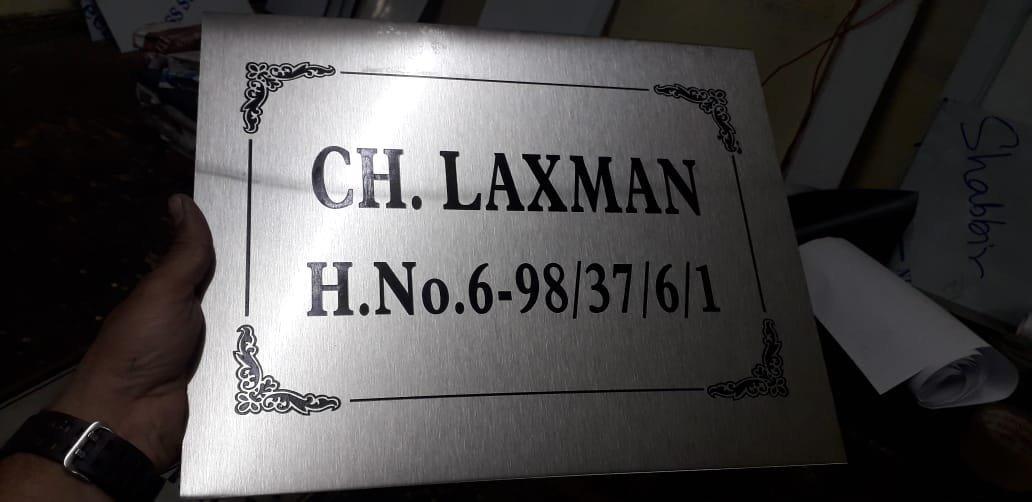 CH. LAXMAN
H.No.6-98/37/6/1
Shabbir